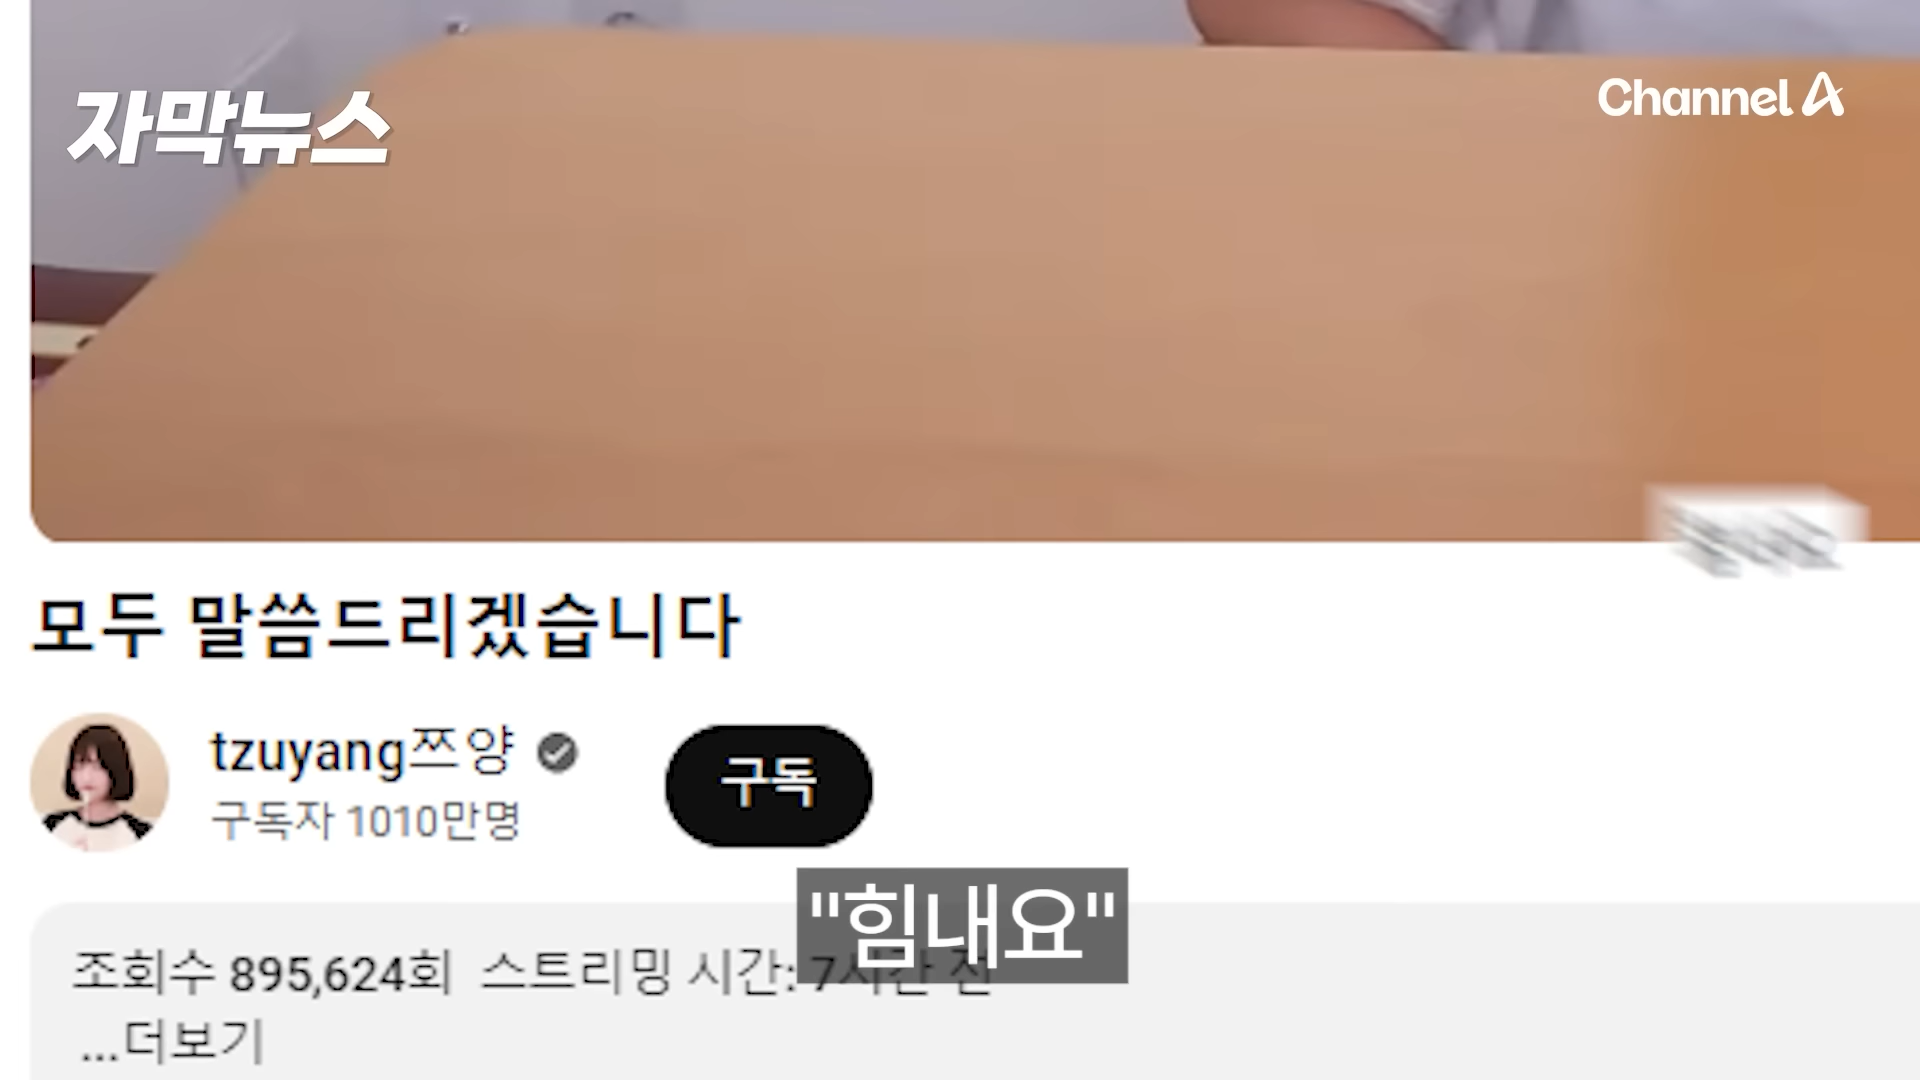 자막뉴스
Channel A
모두 말씀드리겠습니다
tzuyang쯔양
구독자 1010만명
구독
"힘내요"
조회수 895,624회 스트리밍 시간: 7시간 전
...더보기